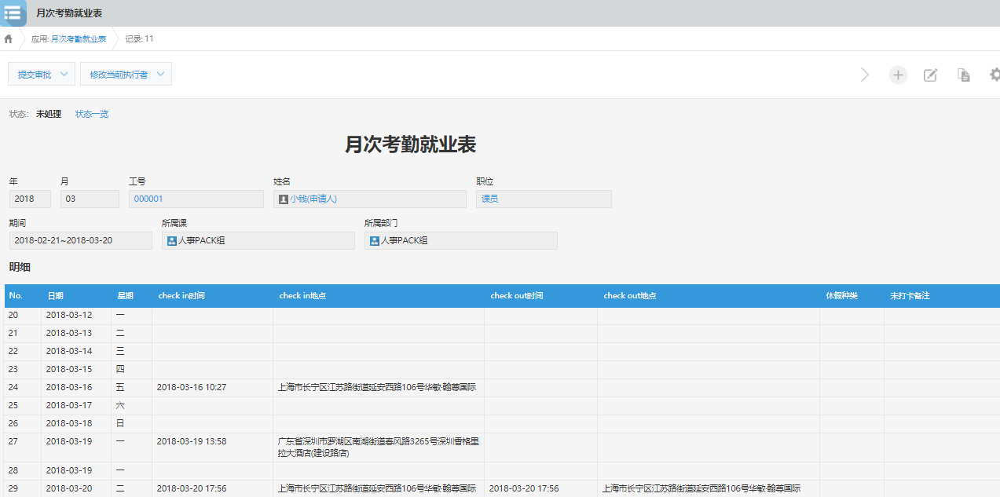 月次考勤就业表
应用: 月次考勤就业表 记录: 11
提交审批 修改当前执行者
状态: 未处理 状态一览
月次考勤就业表
年 月 工号 姓名 职位
2018 03 000001 小钱(申请人) 课员
期间 所属课 所属部门
2018-02-21~2018-03-20 人事PACK组 人事PACK组
明细
No. 日期 星期 check in时间 check in地点 check out时间 check out地点 休假种类 未打卡备注
20 2018-03-12 一
21 2018-03-13 二
22 2018-03-14 三
23 2018-03-15 四
24 2018-03-16 五 2018-03-16 10:27 上海市长宁区江苏路街道延安西路106号华敏·翰尊国际
25 2018-03-17 六
26 2018-03-18 日
27 2018-03-19 一 2018-03-19 13:58 广东省深圳市罗湖区南湖街道春风路3265号深圳香格里
拉大酒店(建设路店)
28 2018-03-19 一
29 2018-03-20 二 2018-03-20 17:56 上海市长宁区江苏路街道延安西路106号华敏·翰尊国际 2018-03-20 17:56 上海市长宁区江苏路街道延安西路106号华敏·翰尊国际